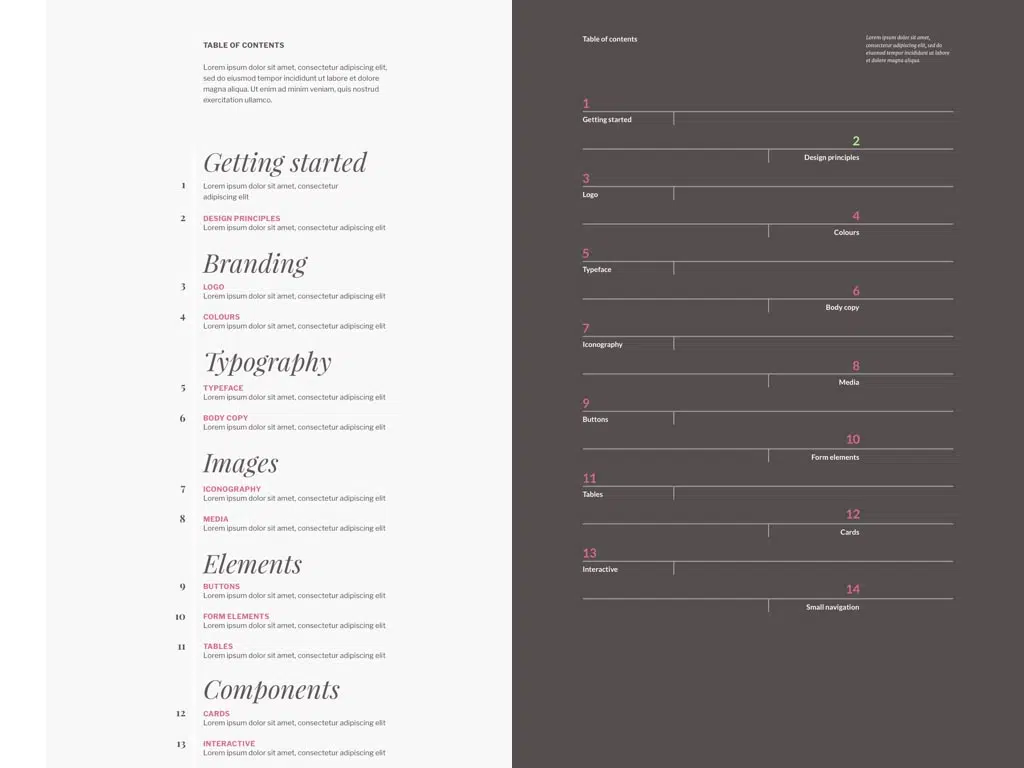 TABLE OF CONTENTS
Lorem ipsum dolor sit amet, consectetur adipiscing elit,
sed do eiusmod tempor incididunt ut labore et dolore
magna aliqua. Ut enim ad minim veniam, quis nostrud
exercitation ullamco.
Getting started
1 Lorem ipsum dolor sit amet, consectetur
adipiscing elit
2 DESIGN PRINCIPLES
Lorem ipsum dolor sit amet, consectetur adipiscing elit
Branding
3 LOGO
Lorem ipsum dolor sit amet, consectetur adipiscing elit
4 COLOURS
Lorem ipsum dolor sit amet, consectetur adipiscing elit
Typography
5 TYPEFACE
Lorem ipsum dolor sit amet, consectetur adipiscing elit
6 BODY COPY
Lorem ipsum dolor sit amet, consectetur adipiscing elit
Images
7 ICONOGRAPHY
Lorem ipsum dolor sit amet, consectetur adipiscing elit
8 MEDIA
Lorem ipsum dolor sit amet, consectetur adipiscing elit
Elements
9 BUTTONS
Lorem ipsum dolor sit amet, consectetur adipiscing elit
10 FORM ELEMENTS
Lorem ipsum dolor sit amet, consectetur adipiscing elit
11 TABLES
Lorem ipsum dolor sit amet, consectetur adipiscing elit
Components
12 CARDS
Lorem ipsum dolor sit amet, consectetur adipiscing elit
13 INTERACTIVE
Lorem ipsum dolor sit amet, consectetur adipiscing elit
Table of contents
Lorem ipsum dolor sit amet,
consectetur adipiscing elit, sed do
eiusmod tempor incididunt ut labore
et dolore magna aliqua.
1
Getting started
2
Design principles
3
Logo
4
Colours
5
Typeface
6
Body copy
7
Iconography
8
Media
9
Buttons
10
Form elements
11
Tables
12
Cards
13
Interactive
14
Small navigation